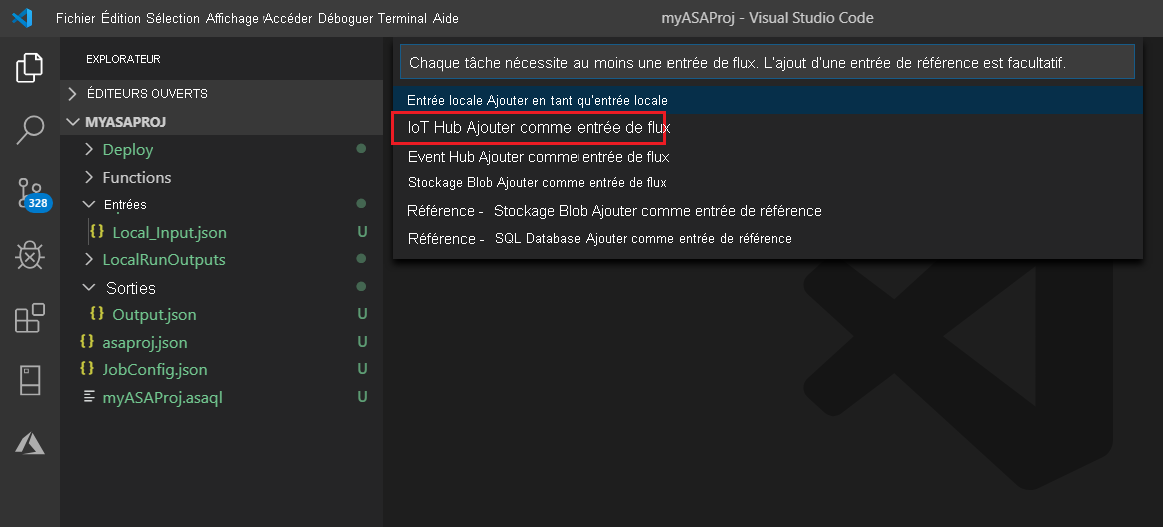 Fichier Édition Sélection Affichage Accéder Déboguer Terminal Aide
myASAProj - Visual Studio Code
EXPLORATEUR
ÉDITEURS OUVERTS
MYASAPROJ
Deploy
Functions
Entrées
{} Local_Input.json U
LocalRunOutputs
Sorties
{} Output.json U
{} asaproj.json U
{} JobConfig.json U
myASAProj.asaql U
328
Chaque tâche nécessite au moins une entrée de flux. L'ajout d'une entrée de référence est facultatif.
Entrée locale Ajouter en tant qu'entrée locale
IoT Hub Ajouter comme entrée de flux
Event Hub Ajouter comme entrée de flux
Stockage Blob Ajouter comme entrée de flux
Référence - Stockage Blob Ajouter comme entrée de référence
Référence - SQL Database Ajouter comme entrée de référence